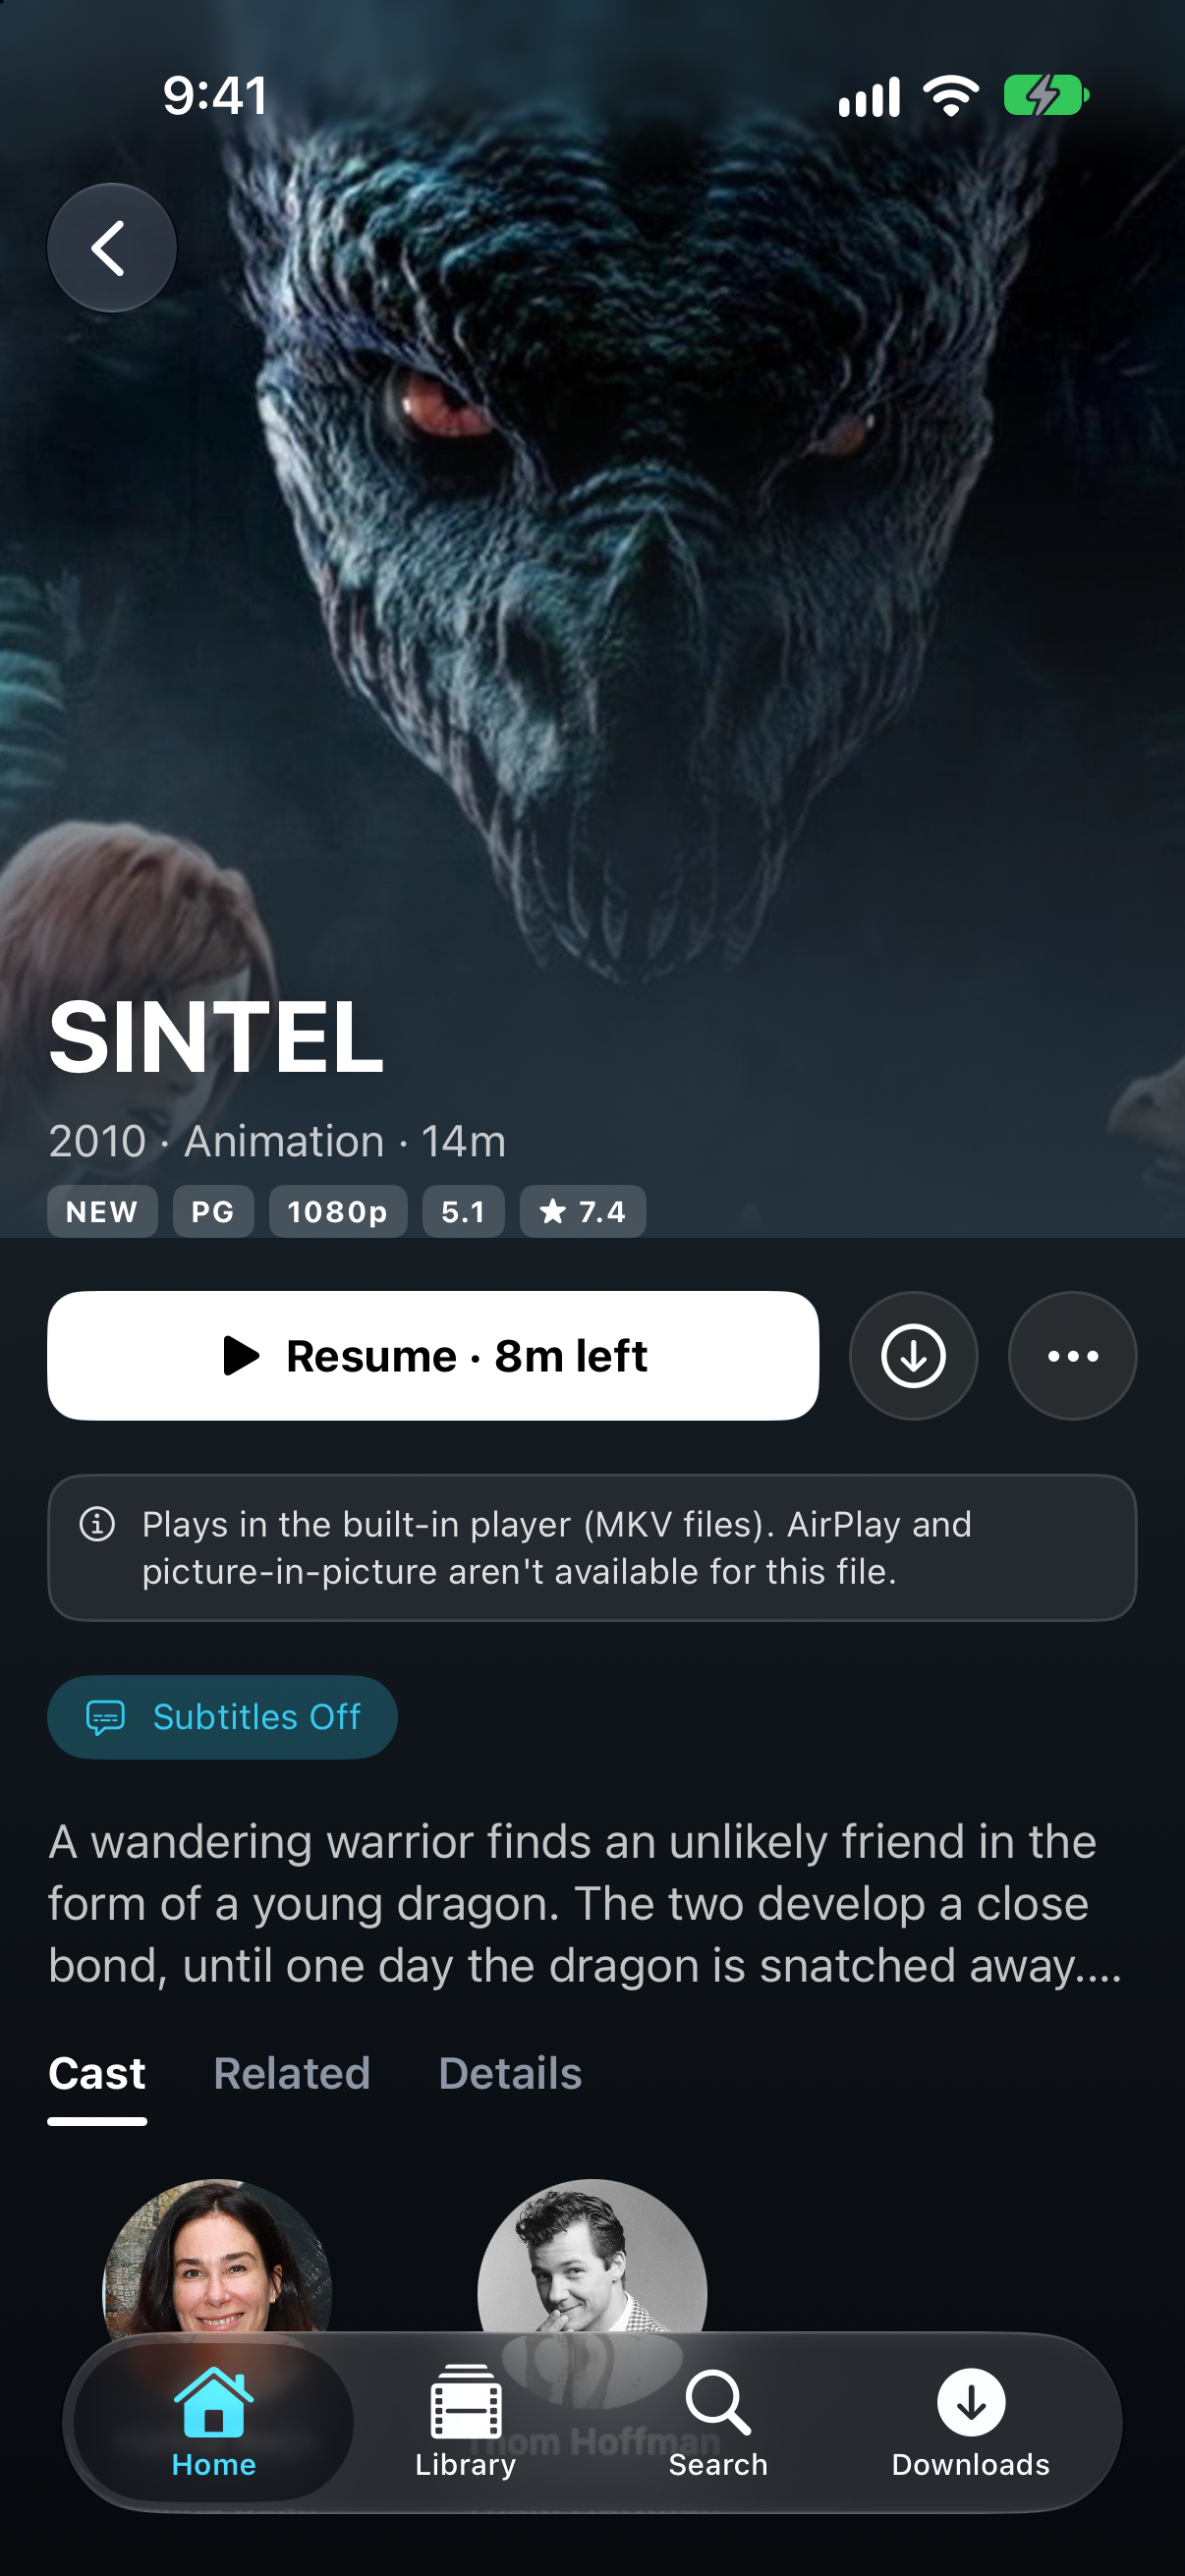 9:41
SINTEL
2010 · Animation · 14m
NEW PG 1080p 5.1 ★ 7.4
Resume · 8m left
Plays in the built-in player (MKV files). AirPlay and
picture-in-picture aren't available for this file.
Subtitles Off
A wandering warrior finds an unlikely friend in the
form of a young dragon. The two develop a close
bond, until one day the dragon is snatched away....
Cast Related Details
Hoffman
Home Library Search Downloads